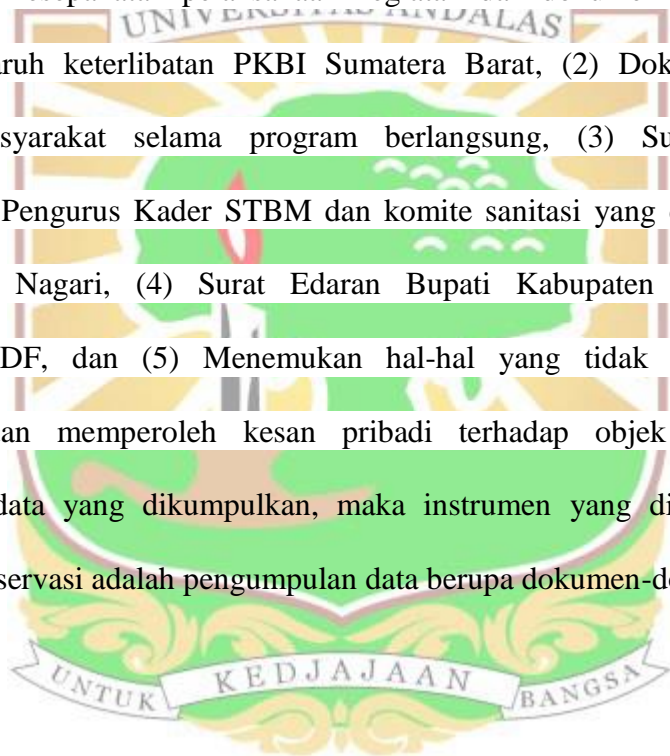 UNIVERSITAS ANDALAS
aruh keterlibatan PKBI Sumatera Barat, (2) Dok
syarakat selama program berlangsung, (3) Su
Pengurus Kader STBM dan komite sanitasi yang
Nagari, (4) Surat Edaran Bupati Kabupaten
DF, dan (5) Menemukan hal-hal yang tidak
an memperoleh kesan pribadi terhadap objek
data yang dikumpulkan, maka instrumen yang di
servasi adalah pengumpulan data berupa dokumen-d
UNTUK KEDJAJAAN BANGSA